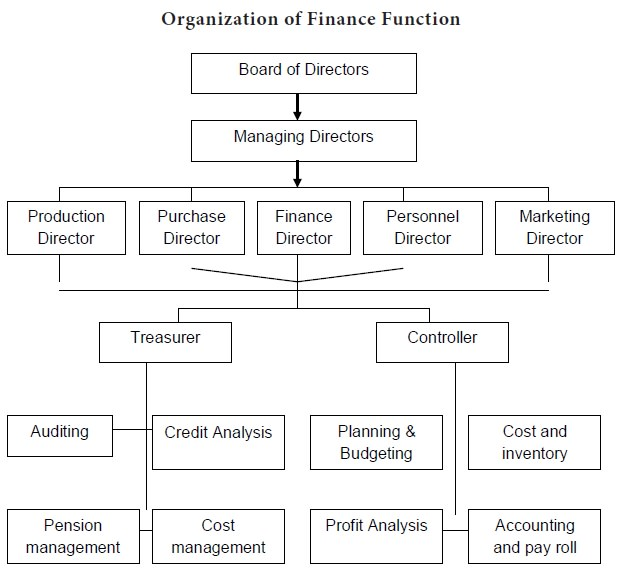 Organization of Finance Function
Board of Directors
Managing Directors
Production
Director
Purchase
Director
Finance
Director
Personnel
Director
Marketing
Director
Treasurer
Controller
Auditing
Credit Analysis
Planning &
Budgeting
Cost and
inventory
Pension
management
Cost
management
Profit Analysis
Accounting
and pay roll